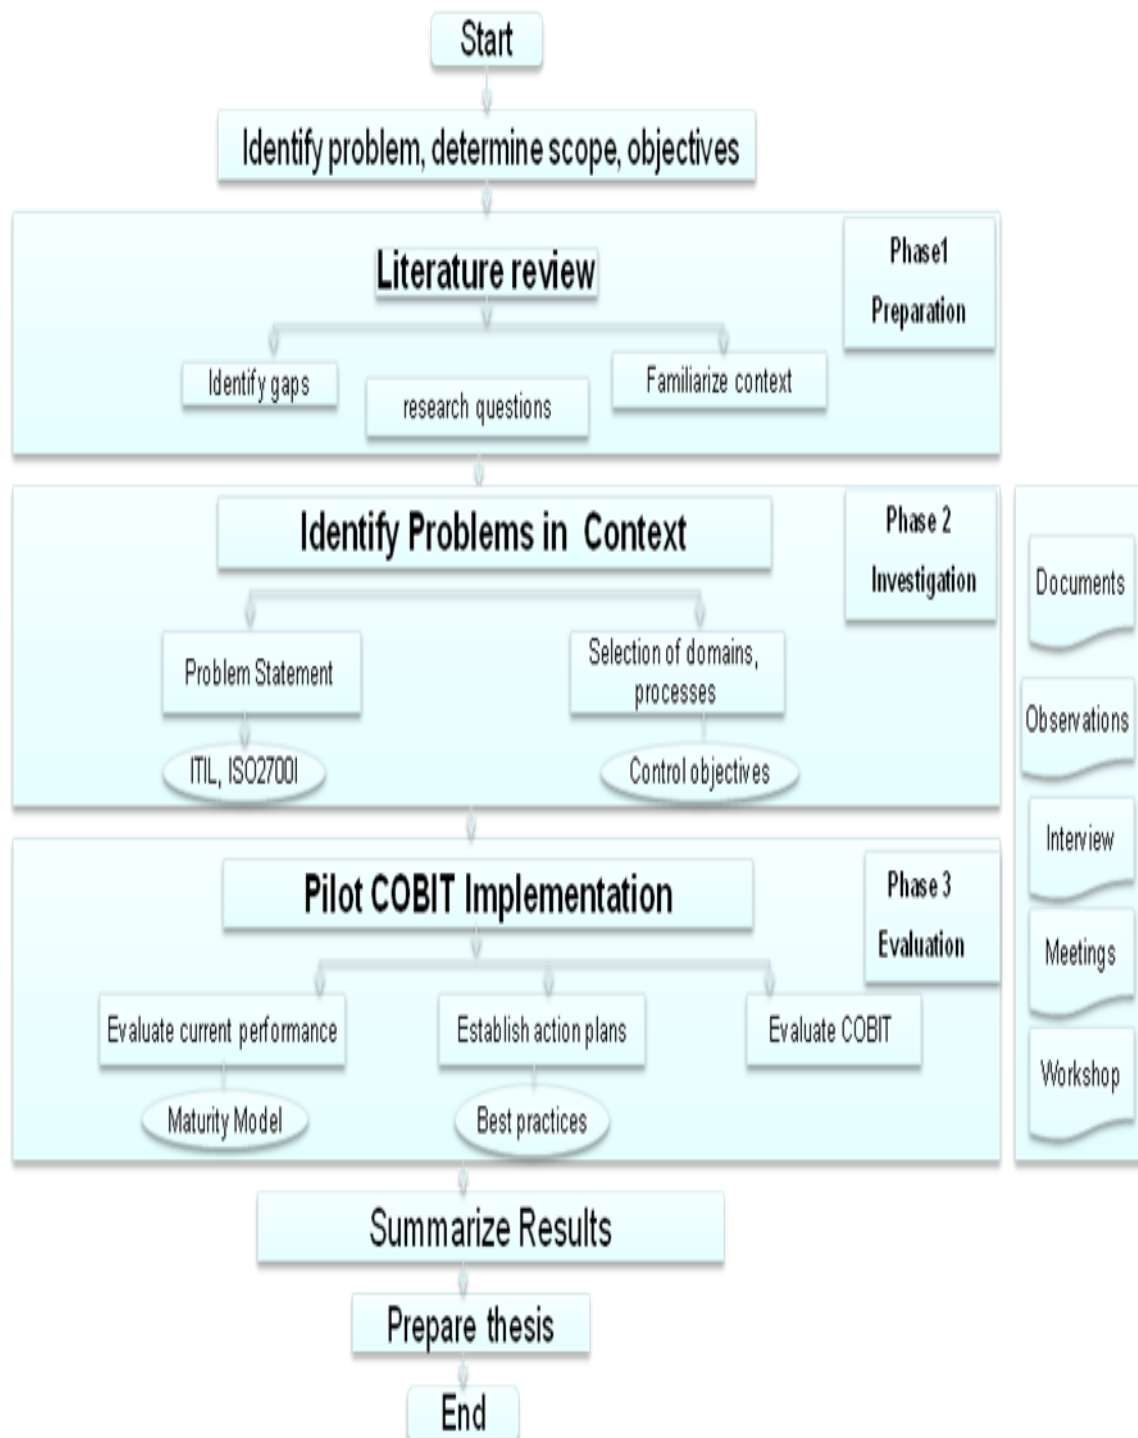 Start
Identify problem, determine scope, objectives
Phase1
Preparation
Literature review
Identify gaps
research questions
Familiarize context
Phase 2
Investigation
Identify Problems in Context
Problem Statement
Selection of domains,
processes
ITIL, ISO2700I
Control objectives
Phase 3
Evaluation
Pilot COBIT Implementation
Evaluate current performance
Establish action plans
Evaluate COBIT
Maturity Model
Best practices
Documents
Observations
Interview
Meetings
Workshop
Summarize Results
Prepare thesis
End